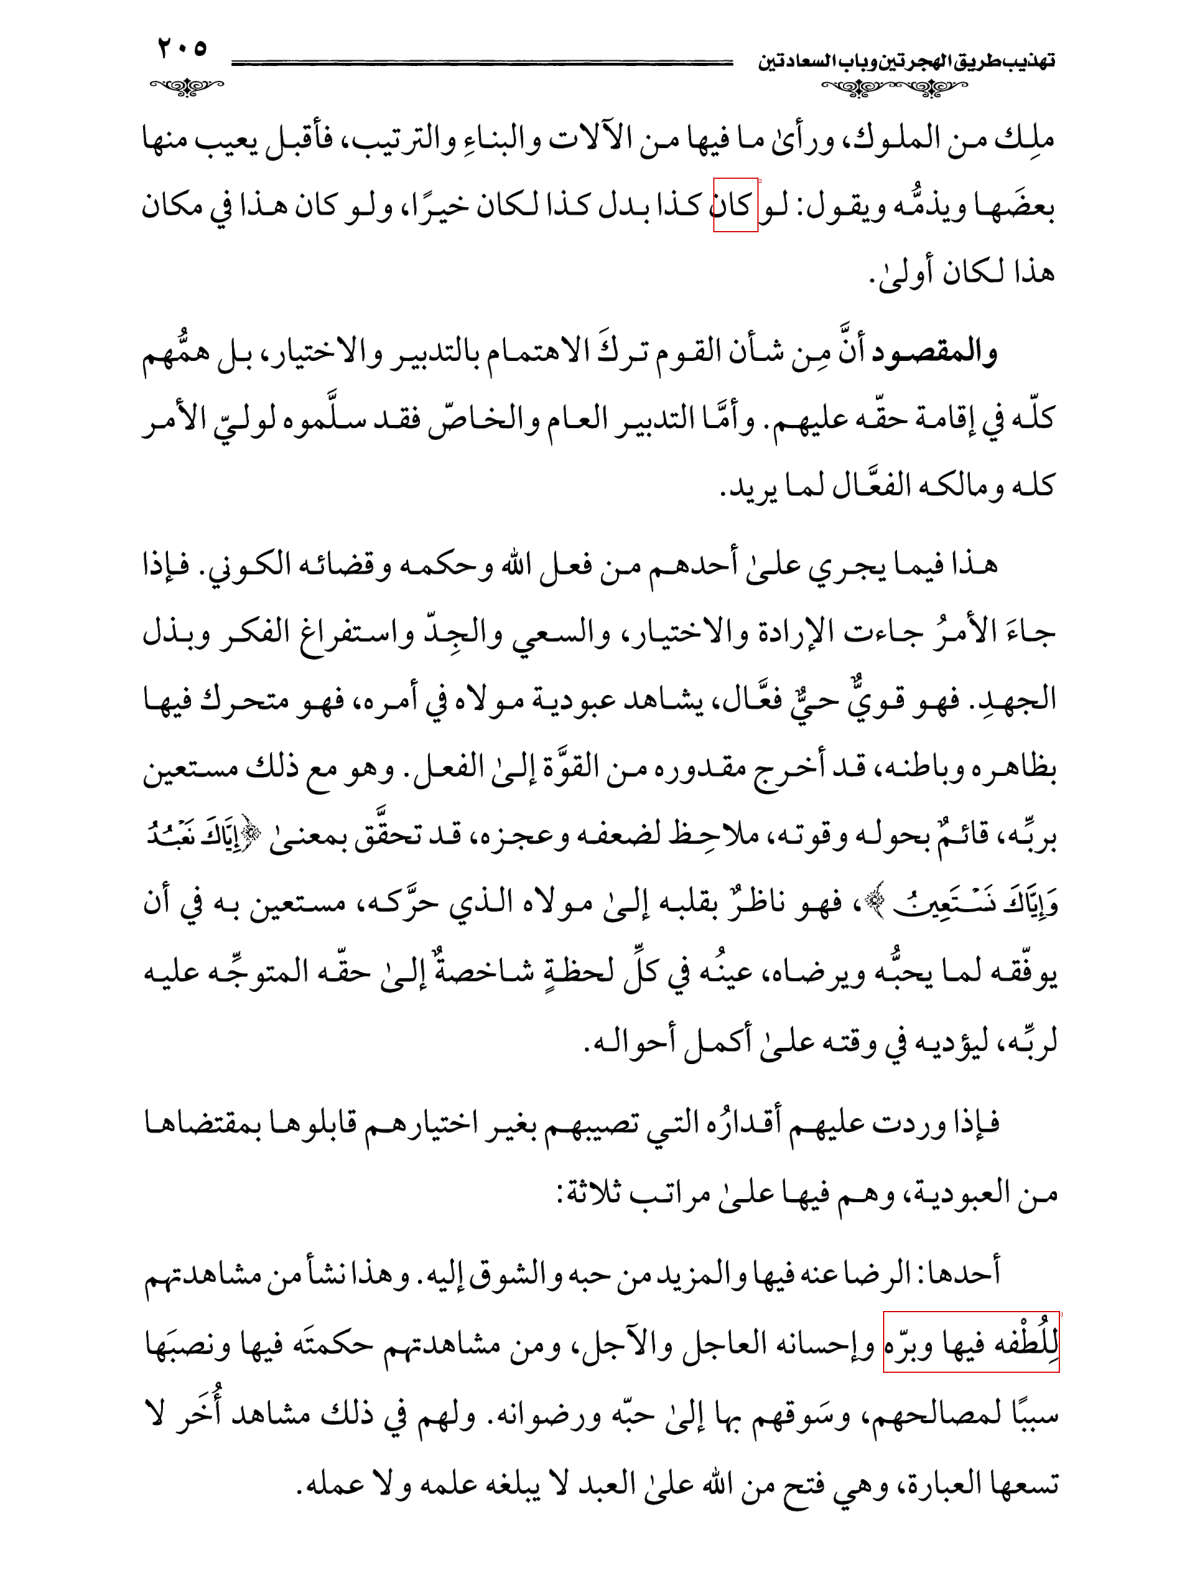 تهذيب طريق الهجرتين وباب السعادتين
٢٠٥
ملِك من الملوك، ورأىٰ ما فيها من الآلات والبناءِ والترتيب، فأقبل يعيب منها
بعضَها ويذمُّه ويقول: لو كان كذا بدل كذا لكان خيرًا، ولو كان هذا في مكان
هذا لكان أولىٰ.
والمقصود أنَّ مِن شأن القوم تركَ الاهتمام بالتدبير والاختيار، بل همُّهم
كلّه في إقامة حقّه عليهم. وأمَّا التدبير العام والخاصّ فقد سلَّموه لوليّ الأمر
كله ومالكه الفعَّال لما يريد.
هذا فيما يجري علىٰ أحدهم من فعل الله وحكمه وقضائه الكوني. فإذا
جاءَ الأمرُ جاءت الإرادة والاختيار، والسعي والجِدّ واستفراغ الفكر وبذل
الجهدِ. فهو قويٌّ حيٌّ فعَّال، يشاهد عبودية مولاه في أمره، فهو متحرك فيها
بظاهره وباطنه، قد أخرج مقدوره من القوَّة إلىٰ الفعل. وهو مع ذلك مستعين
بربِّه، قائمٌ بحوله وقوته، ملاحِظ لضعفه وعجزه، قد تحقَّق بمعنىٰ ﴿إِيَّاكَ نَعۡبُدُ
وَإِيَّاكَ نَسۡتَعِينُ ﴾، فهو ناظرٌ بقلبه إلىٰ مولاه الذي حرَّكه، مستعين به في أن
يوفّقه لما يحبُّه ويرضاه، عينُه في كلِّ لحظةٍ شاخصةٌ إلىٰ حقّه المتوجِّه عليه
لربِّه، ليؤديه في وقته علىٰ أكمل أحواله.
فإذا وردت عليهم أقدارُه التي تصيبهم بغير اختيارهم قابلوها بمقتضاها
من العبودية، وهم فيها علىٰ مراتب ثلاثة:
أحدها: الرضا عنه فيها والمزيد من حبه والشوق إليه. وهذا نشأ من مشاهدتهم
لِلُطْفه فيها وبرّه وإحسانه العاجل والآجل، ومن مشاهدتهم حكمتَه فيها ونصبَها
سببًا لمصالحهم، وسَوقهم بها إلىٰ حبّه ورضوانه. ولهم في ذلك مشاهد أُخَر لا
تسعها العبارة، وهي فتح من الله علىٰ العبد لا يبلغه علمه ولا عمله.